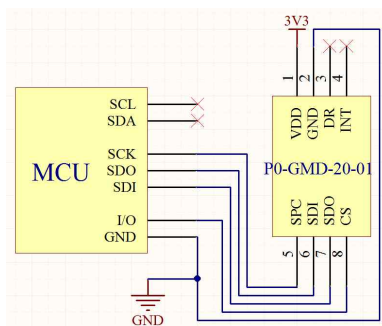 3V3
1 2 3 4
VDD GND DR INT
P0-GMD-20-01
SPC SDI SDO CS
5 6 7 8
MCU
SCL
SDA
SCK
SDO
SDI
I/O
GND
GND